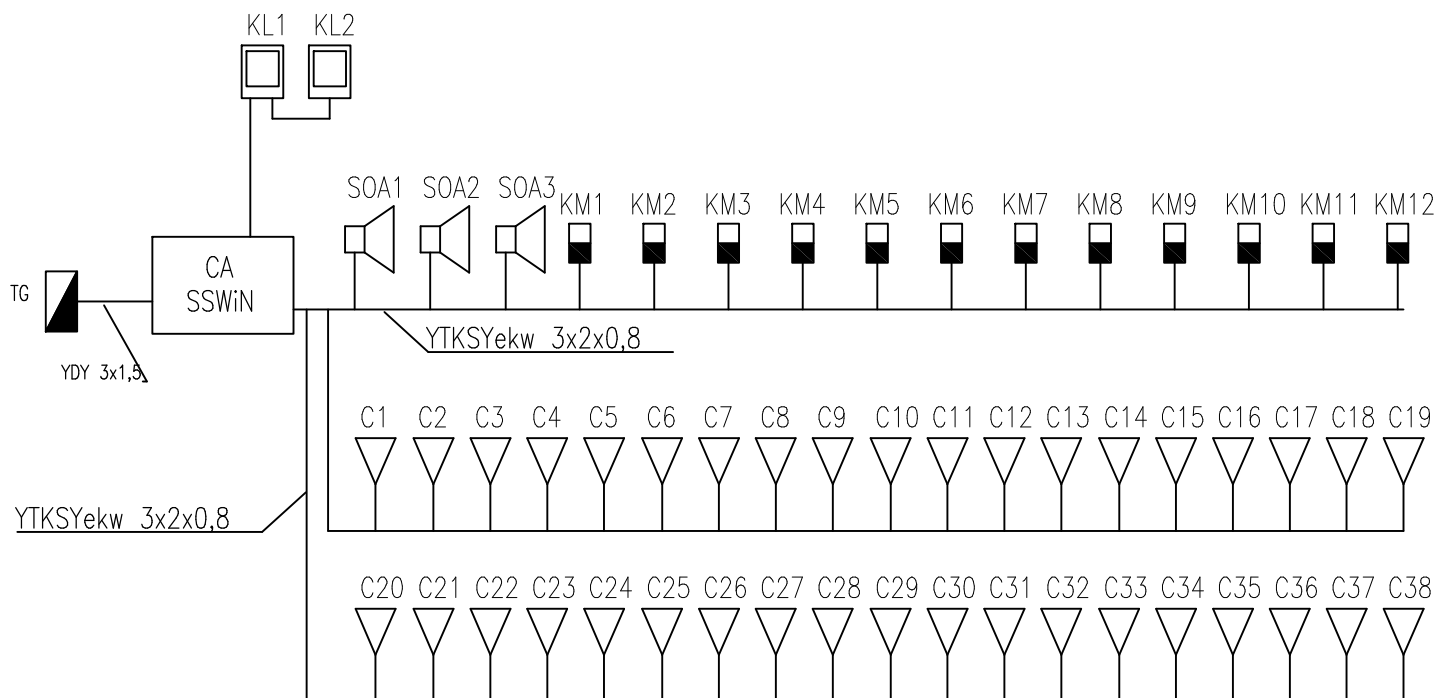 KL1 KL2
SOA1 SOA2 SOA3 KM1 KM2 KM3 KM4 KM5 KM6 KM7 KM8 KM9 KM10 KM11 KM12
CA
SSWiN
TG
YTKSYekw 3x2x0,8
YDY 3x1,5
C1 C2 C3 C4 C5 C6 C7 C8 C9 C10 C11 C12 C13 C14 C15 C16 C17 C18 C19
YTKSYekw 3x2x0,8
C20 C21 C22 C23 C24 C25 C26 C27 C28 C29 C30 C31 C32 C33 C34 C35 C36 C37 C38